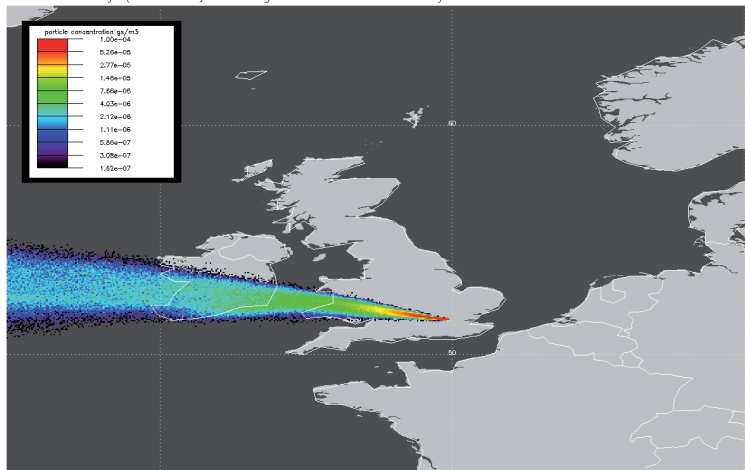 particle concentration gs/m3
1.00e-04
5.26e-05
2.77e-05
1.46e-05
7.66e-06
4.03e-06
2.12e-06
1.11e-06
5.86e-07
3.08e-07
1.62e-07
60
50